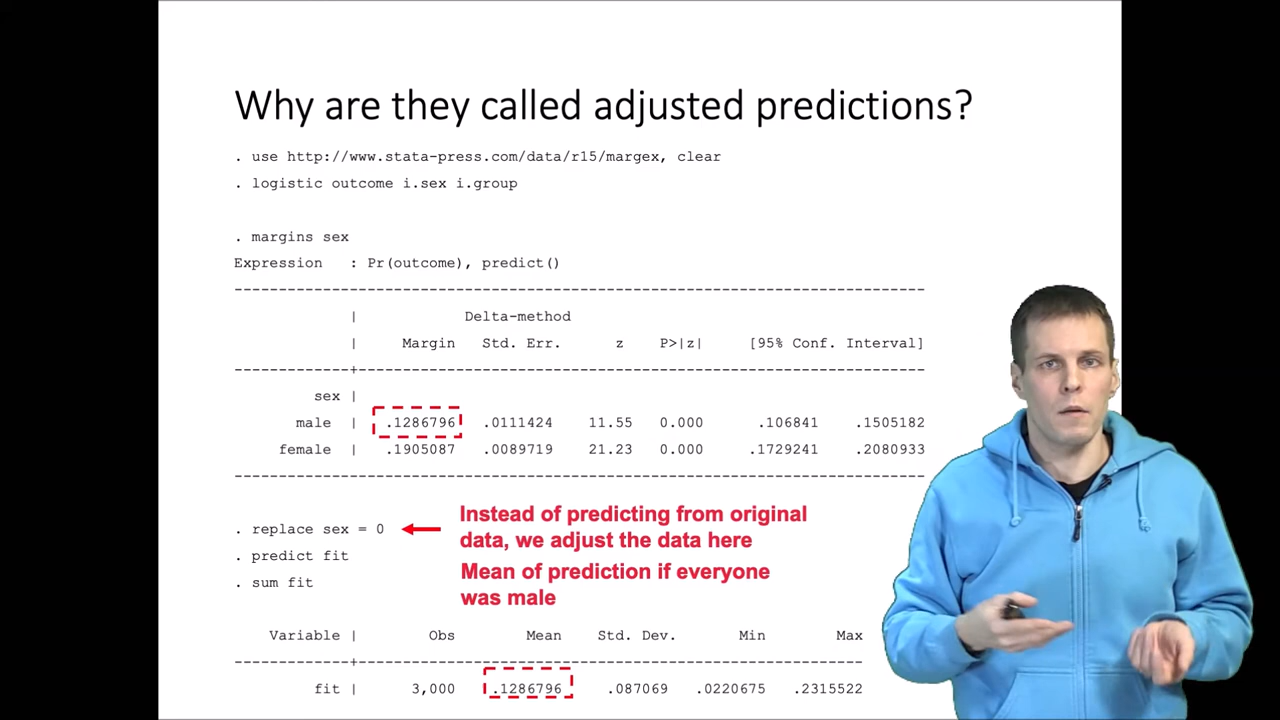 Why are they called adjusted predictions?
. use http://www.stata-press.com/data/r15/margex, clear
. logistic outcome i.sex i.group
. margins sex
Expression   : Pr(outcome), predict()
------------------------------------------------------------------------------
             |            Delta-method
             |     Margin   Std. Err.      z    P>|z|     [95% Conf. Interval]
-------------+----------------------------------------------------------------
         sex |
       male  |   .1286796   .0111424    11.55   0.000      .106841    .1505182
     female  |   .1905087   .0089719    21.23   0.000     .1729241    .2080933
------------------------------------------------------------------------------
. replace sex = 0
Instead of predicting from original
data, we adjust the data here
. predict fit
. sum fit
Mean of prediction if everyone
was male
    Variable |        Obs        Mean    Std. Dev.       Min        Max
-------------+---------------------------------------------------------
         fit |      3,000    .1286796     .087069   .0220675   .2315522